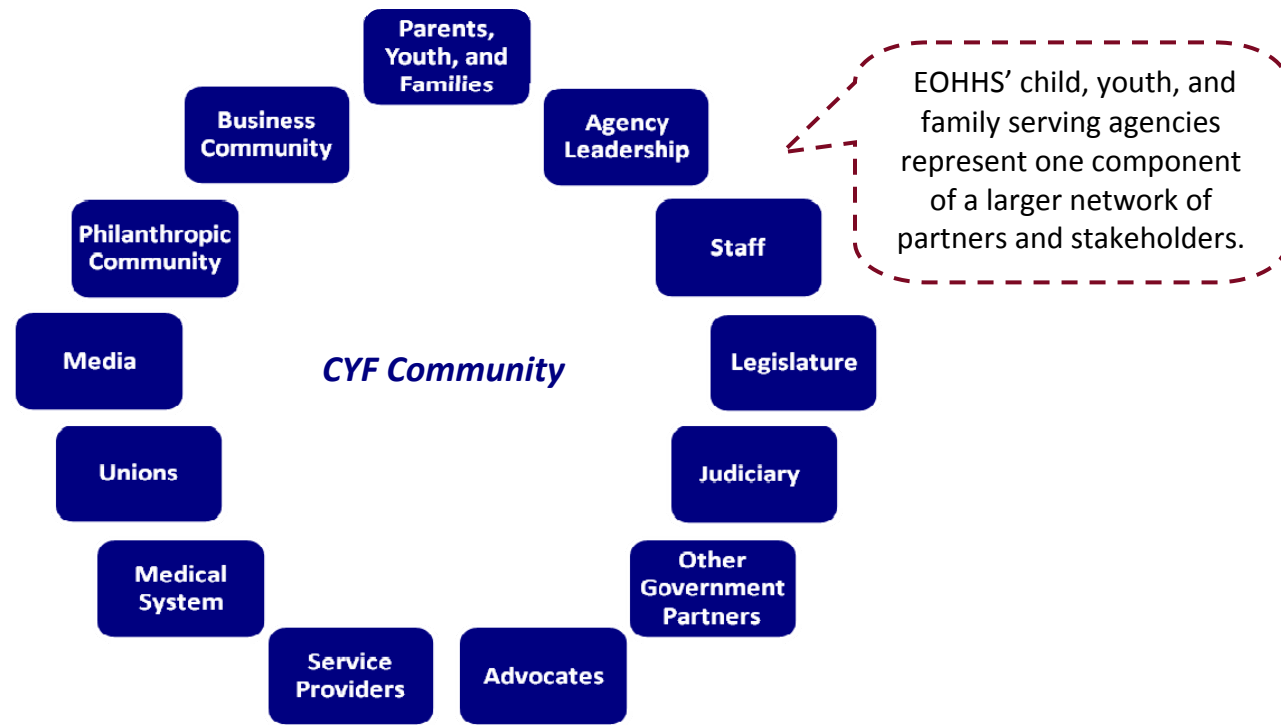 Parents,
Youth, and
Families
Agency
Leadership
Staff
Legislature
Judiciary
Other
Government
Partners
Advocates
Service
Providers
Medical
System
Unions
Media
Philanthropic
Community
Business
Community
CYF Community
EOHHS’ child, youth, and
family serving agencies
represent one component
of a larger network of
partners and stakeholders.